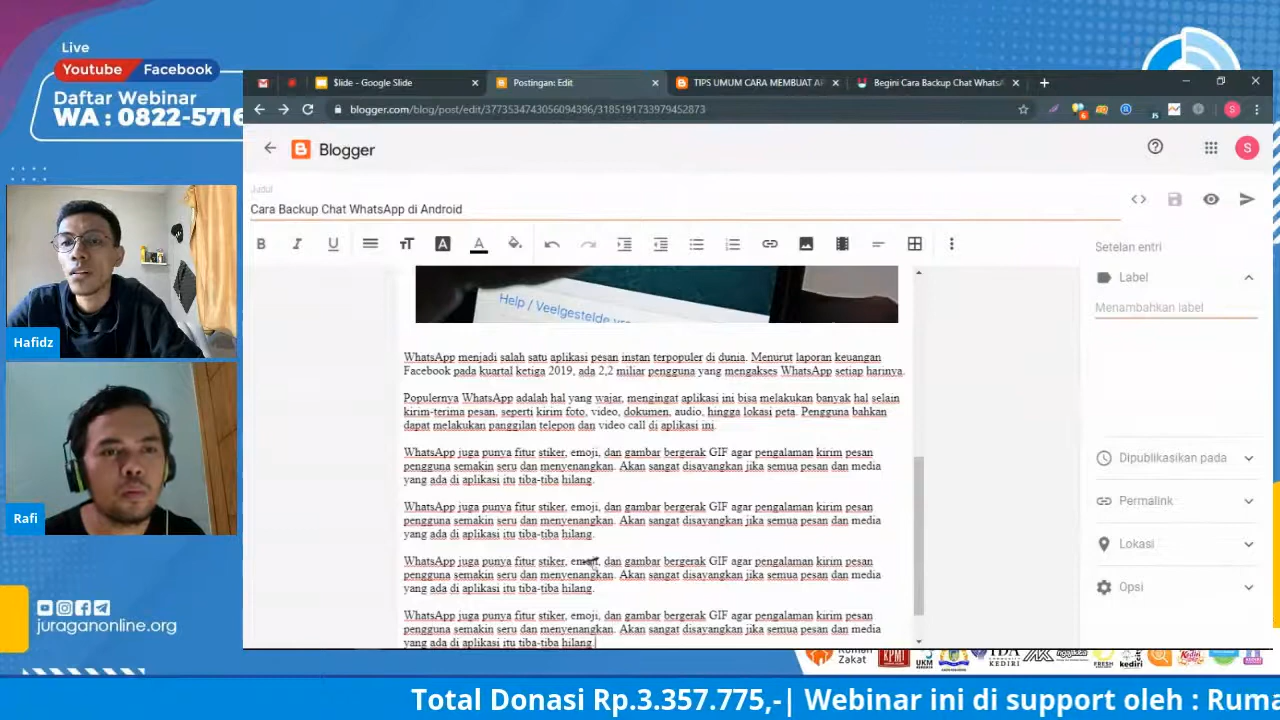 Live
Youtube Facebook
Daftar Webinar
WA : 0822-5716
Slide - Google Slide
Postingan: Edit
TIPS UMUM CARA MEMBUAT AR
Begini Cara Backup Chat WhatsA
blogger.com/blog/post/edit/3773534743056094396/3185191733979452873
S
Blogger
S
Judul
Cara Backup Chat WhatsApp di Android
Setelan entri
Label
Menambahkan label
Dipublikasikan pada
Permalink
Lokasi
Opsi
Help / Veelgestelde
WhatsApp menjadi salah satu aplikasi pesan instan terpopuler di dunia. Menurut laporan keuangan
Facebook pada kuartal ketiga 2019, ada 2,2 miliar pengguna yang mengakses WhatsApp setiap harinya.
Populernya WhatsApp adalah hal yang wajar, mengingat aplikasi ini bisa melakukan banyak hal selain
kirim-terima pesan, seperti kirim foto, video, dokumen, audio, hingga lokasi peta. Pengguna bahkan
dapat melakukan panggilan telepon dan video call di aplikasi ini.
WhatsApp juga punya fitur stiker, emoji, dan gambar bergerak GIF agar pengalaman kirim pesan
pengguna semakin seru dan menyenangkan. Akan sangat disayangkan jika semua pesan dan media
yang ada di aplikasi itu tiba-tiba hilang.
WhatsApp juga punya fitur stiker, emoji, dan gambar bergerak GIF agar pengalaman kirim pesan
pengguna semakin seru dan menyenangkan. Akan sangat disayangkan jika semua pesan dan media
yang ada di aplikasi itu tiba-tiba hilang.
WhatsApp juga punya fitur stiker, emoji, dan gambar bergerak GIF agar pengalaman kirim pesan
pengguna semakin seru dan menyenangkan. Akan sangat disayangkan jika semua pesan dan media
yang ada di aplikasi itu tiba-tiba hilang.
WhatsApp juga punya fitur stiker, emoji, dan gambar bergerak GIF agar pengalaman kirim pesan
pengguna semakin seru dan menyenangkan. Akan sangat disayangkan jika semua pesan dan media
yang ada di aplikasi itu tiba-tiba hilang
Hafidz
Rafi
juraganonline.org
Rumah
Zakat
KPMI
UKM
IDA
KEDIRI
FRESH
kediri
Total Donasi Rp.3.357.775,-| Webinar ini di support oleh : Ruma